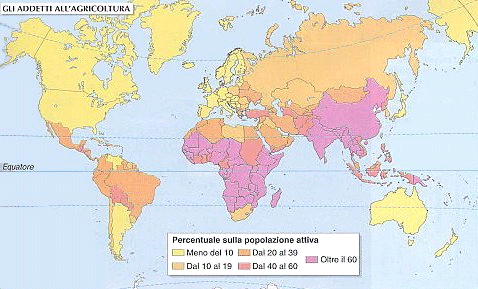 GLI ADDETTI ALL'AGRICOLTURA
Equatore
Percentuale sulla popolazione attiva
Meno del 10
Dal 20 al 39
Oltre il 60
Dal 10 al 19
Dal 40 al 60